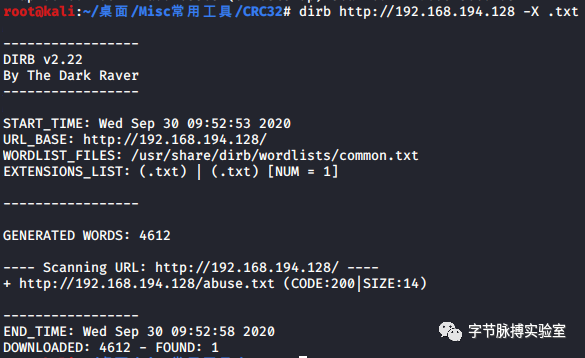 root@kali:~/桌面/Misc常用工具/CRC32# dirb http://192.168.194.128 -X .txt
-----------------
DIRB v2.22
By The Dark Raver
-----------------
START_TIME: Wed Sep 30 09:52:53 2020
URL_BASE: http://192.168.194.128/
WORDLIST_FILES: /usr/share/dirb/wordlists/common.txt
EXTENSIONS_LIST: (.txt) | (.txt) [NUM = 1]
-----------------
GENERATED WORDS: 4612
---- Scanning URL: http://192.168.194.128/ ----
+ http://192.168.194.128/abuse.txt (CODE:200|SIZE:14)
-----------------
END_TIME: Wed Sep 30 09:52:58 2020
DOWNLOADED: 4612 - FOUND: 1
字节脉搏实验室